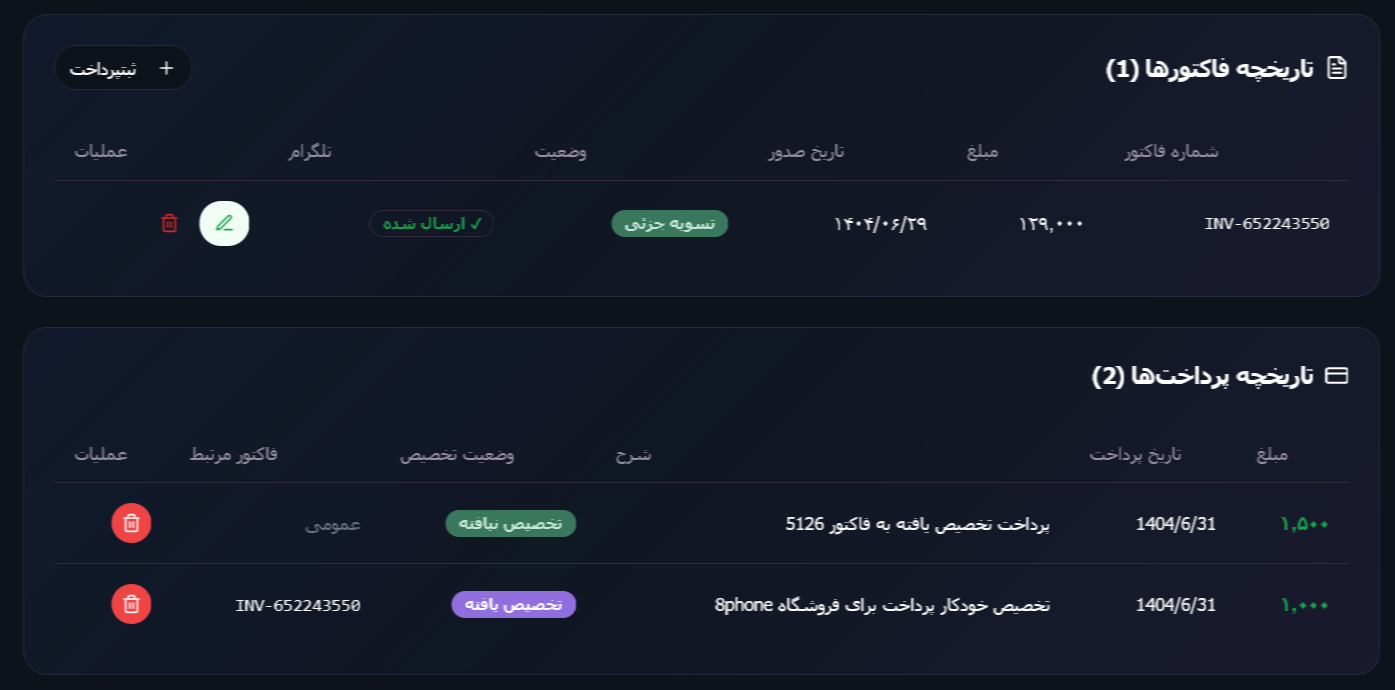 تاریخچه فاکتورها (1)
+ ثبتپرداخت
شماره فاکتور مبلغ تاریخ صدور وضعیت تلگرام عملیات
INV-652243550 ۱۲۹,۰۰۰ ۱۴۰۴/۰۶/۲۹ تسویه جزئی ✓ ارسال شده
تاریخچه پرداخت‌ها (2)
مبلغ تاریخ پرداخت شرح وضعیت تخصیص فاکتور مرتبط عملیات
۱,۵۰۰ 1404/6/31 پرداخت تخصیص یافته به فاکتور 5126 تخصیص نیافته عمومی
۱,۰۰۰ 1404/6/31 تخصیص خودکار پرداخت برای فروشگاه 8phone تخصیص یافته INV-652243550